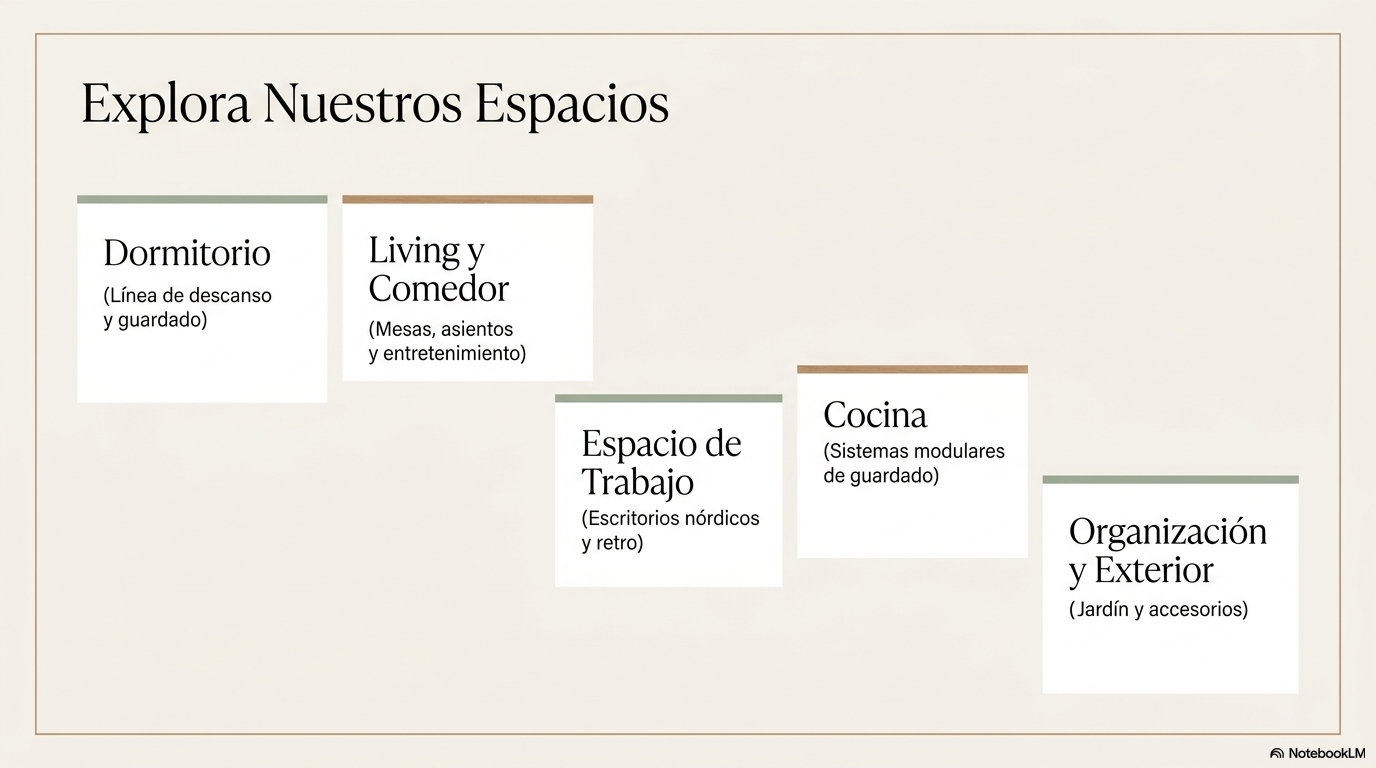 Explora Nuestros Espacios
Dormitorio
(Línea de descanso
y guardado)
Living y
Comedor
(Mesas, asientos
y entretenimiento)
Espacio de
Trabajo
(Escritorios nórdicos
y retro)
Cocina
(Sistemas modulares
de guardado)
Organización
y Exterior
(Jardín y accesorios)
NotebookLM